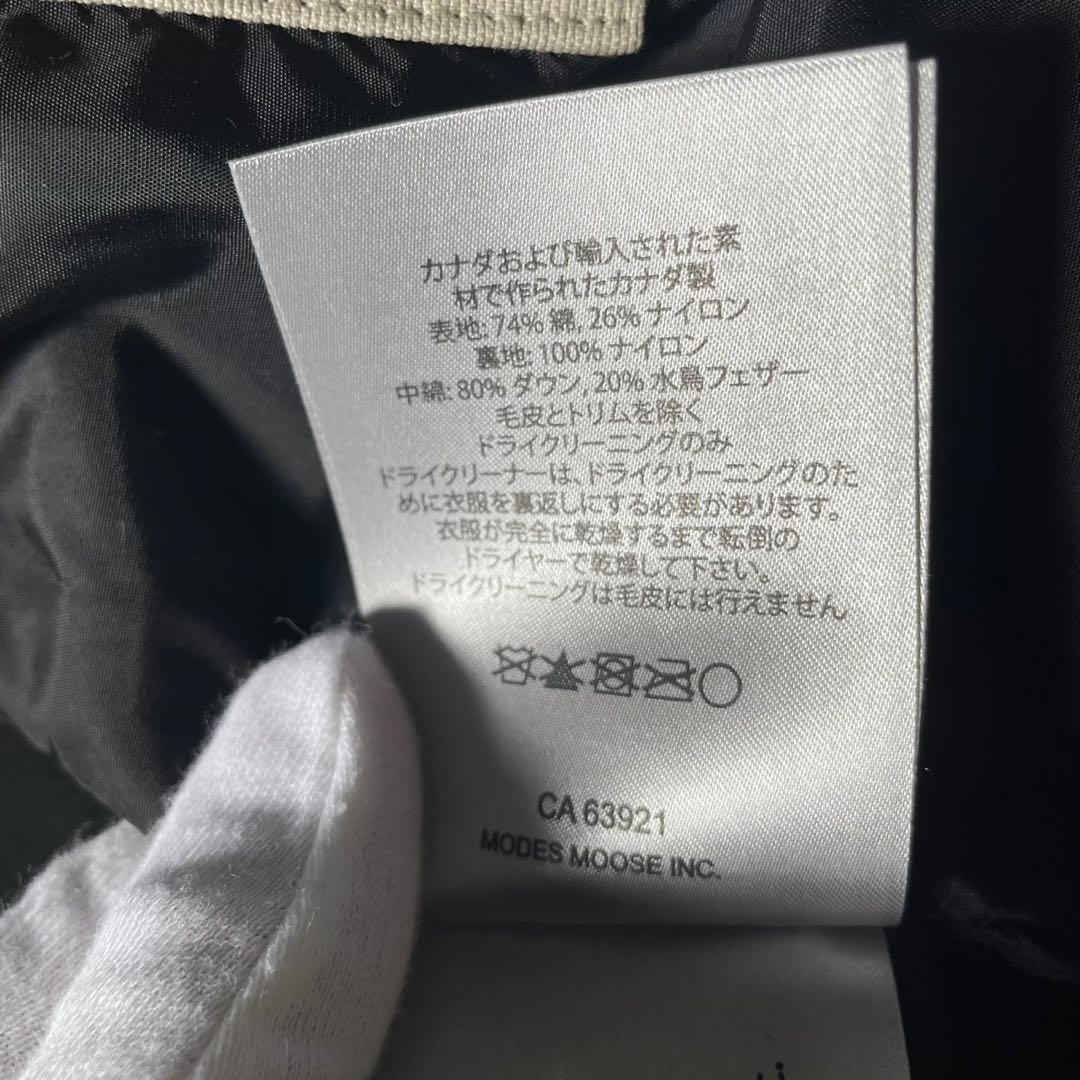 カナダおよび輸入された素
材で作られたカナダ製
表地: 74% 綿, 26% ナイロン
裏地: 100% ナイロン
中綿: 80% ダウン, 20% 水鳥フェザー
毛皮とトリムを除く
ドライクリーニングのみ
ドライクリーナーは、ドライクリーニングのた
めに衣服を裏返しにする必要があります。
衣服が完全に乾燥するまで転倒の
ドライヤーで乾燥して下さい。
ドライクリーニングは毛皮には行えません
CA 63921
MODES MOOSE INC.